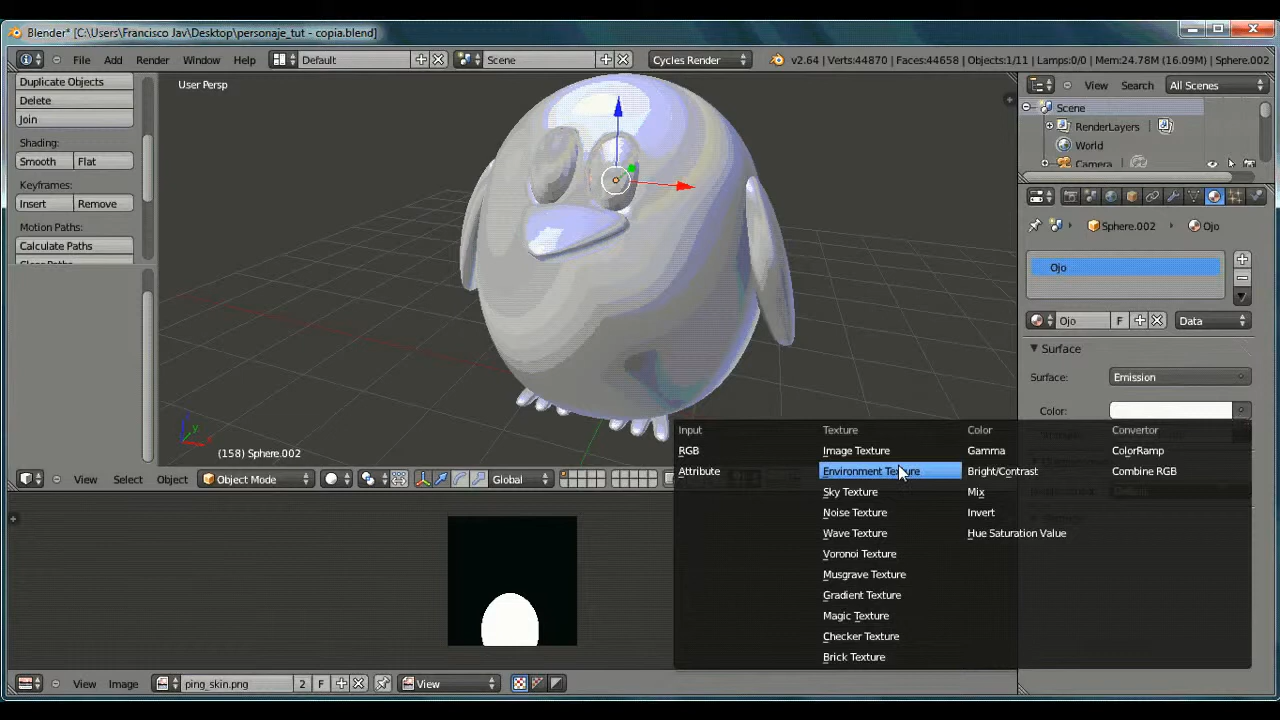 Blender* [C:\Users\Francisco Jav\Desktop\personaje_tut - copia.blend]
File Add Render Window Help Default Scene Cycles Render v2.64 | Verts:44870 | Faces:44658 | Objects:1/11 | Lamps:0/0 | Mem:24.78M (16.09M) | Sphere.002
Duplicate Objects
Delete
Join
Shading:
Smooth Flat
Keyframes:
Insert Remove
Motion Paths:
Calculate Paths
User Persp
(158) Sphere.002
View Select Object Object Mode Global
View Search All Scenes
Scene
RenderLayers
World
Camera
Sphere.002 Ojo
Ojo
Ojo F Data
Surface
Surface: Emission
Color:
Input
RGB
Attribute
Texture
Image Texture
Environment Texture
Sky Texture
Noise Texture
Wave Texture
Voronoi Texture
Musgrave Texture
Gradient Texture
Magic Texture
Checker Texture
Brick Texture
Color
Gamma
Bright/Contrast
Mix
Invert
Hue Saturation Value
Convertor
ColorRamp
Combine RGB
View Image ping_skin.png 2 F View